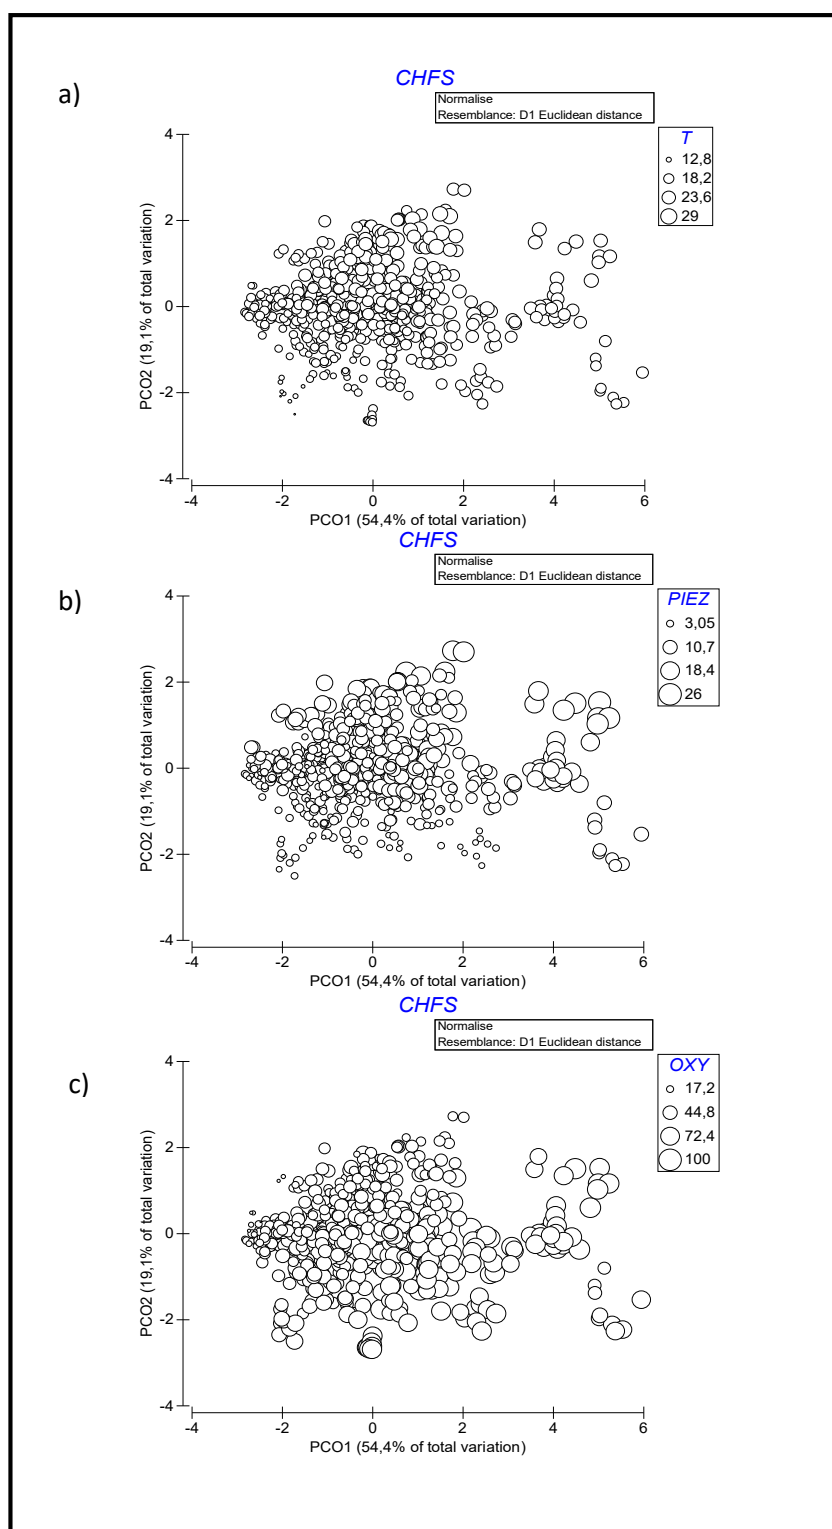 a)
CHFS
Normalise
Resemblance: D1 Euclidean distance
T
12,8
18,2
23,6
29
4
2
0
-2
-4
PCO2 (19,1% of total variation)
-4 -2 0 2 4 6
PCO1 (54,4% of total variation)
b)
CHFS
Normalise
Resemblance: D1 Euclidean distance
PIEZ
3,05
10,7
18,4
26
4
2
0
-2
-4
PCO2 (19,1% of total variation)
-4 -2 0 2 4 6
PCO1 (54,4% of total variation)
c)
CHFS
Normalise
Resemblance: D1 Euclidean distance
OXY
17,2
44,8
72,4
100
4
2
0
-2
-4
PCO2 (19,1% of total variation)
-4 -2 0 2 4 6
PCO1 (54,4% of total variation)